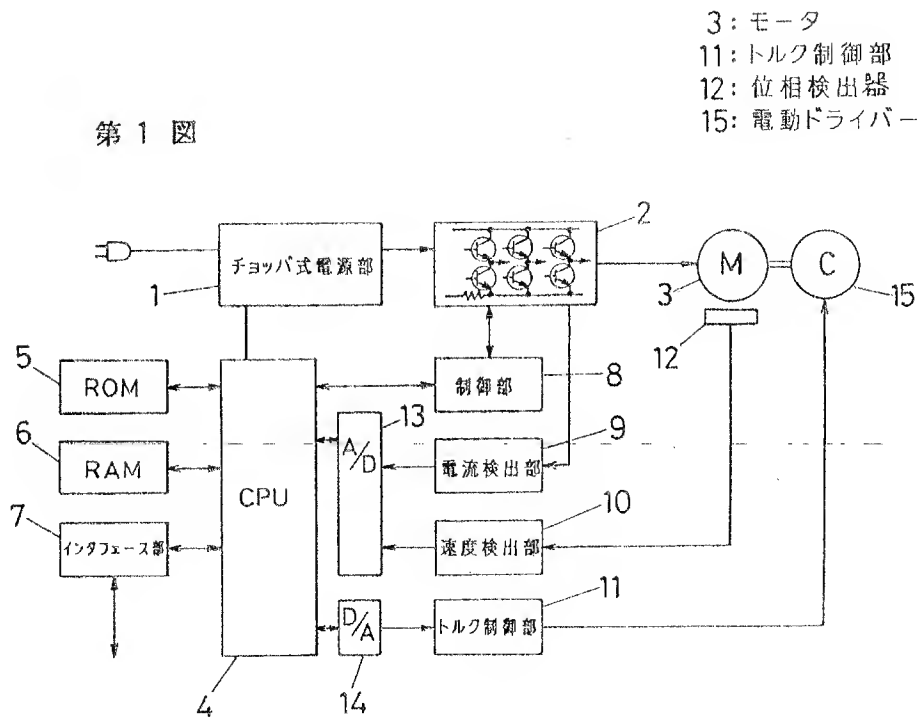 3: モータ
11: トルク制御部
12: 位相検出器
15: 電動ドライバー
第1図
2
チョッパ式電源部
1
M
3
C
15
12
5
ROM
制御部
8
6
RAM
13
A/D
9
電流検出部
CPU
7
インタフェース部
10
速度検出部
11
D/A
トルク制御部
4
14